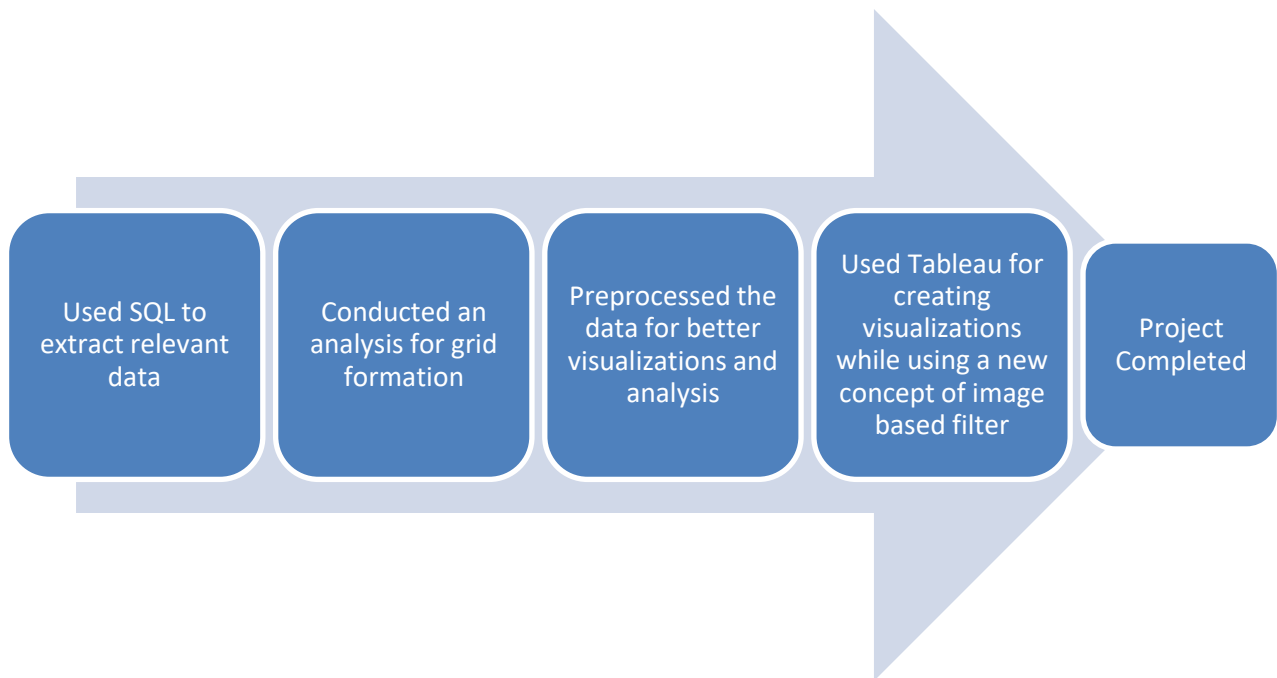 Used SQL to
extract relevant
data
Conducted an
analysis for grid
formation
Preprocessed the
data for better
visualizations and
analysis
Used Tableau for
creating
visualizations
while using a new
concept of image
based filter
Project
Completed